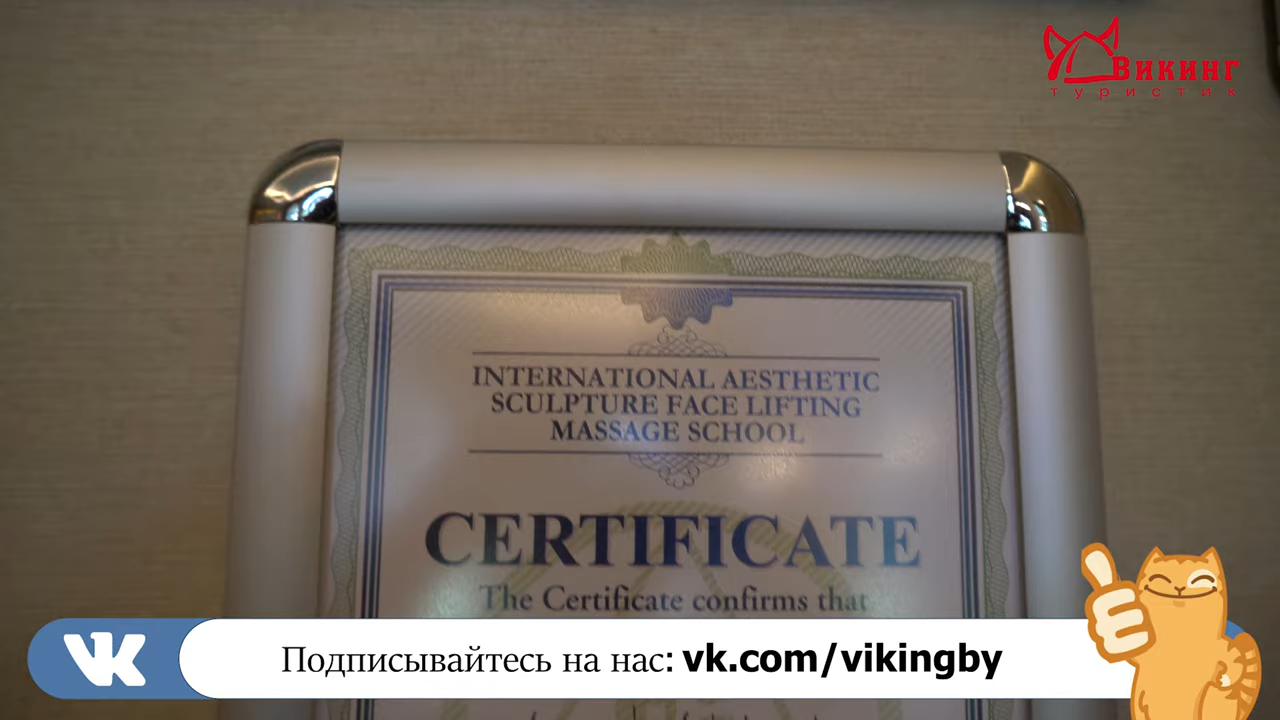 Викинг
туристик
INTERNATIONAL AESTHETIC
SCULPTURE FACE LIFTING
MASSAGE SCHOOL
CERTIFICATE
The Certificate confirms that
Подписывайтесь на нас: vk.com/vikingby